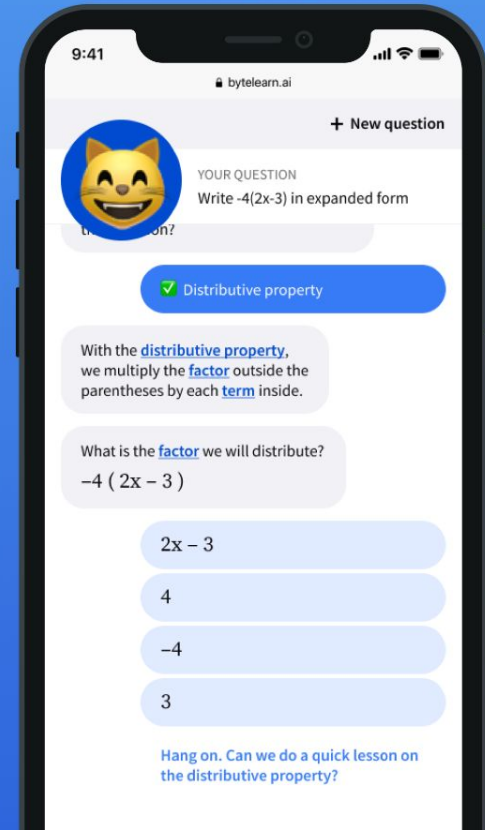 9:41
bytelearn.ai
+ New question
YOUR QUESTION
Write -4(2x-3) in expanded form
on?
Distributive property
With the distributive property,
we multiply the factor outside the
parentheses by each term inside.
What is the factor we will distribute?
−4 ( 2x − 3 )
2x − 3
4
−4
3
Hang on. Can we do a quick lesson on
the distributive property?